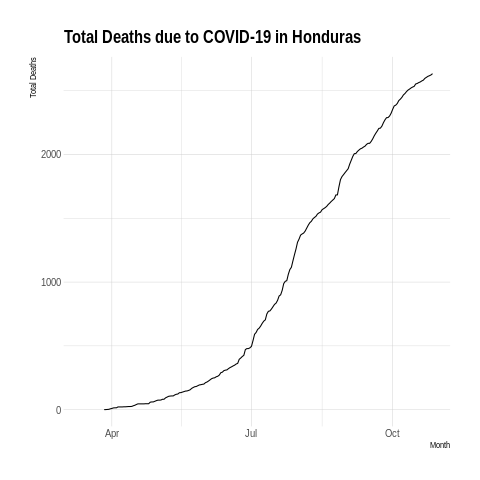 Total Deaths due to COVID-19 in Honduras
Total Deaths
2000
1000
0
Apr Jul Oct
Month